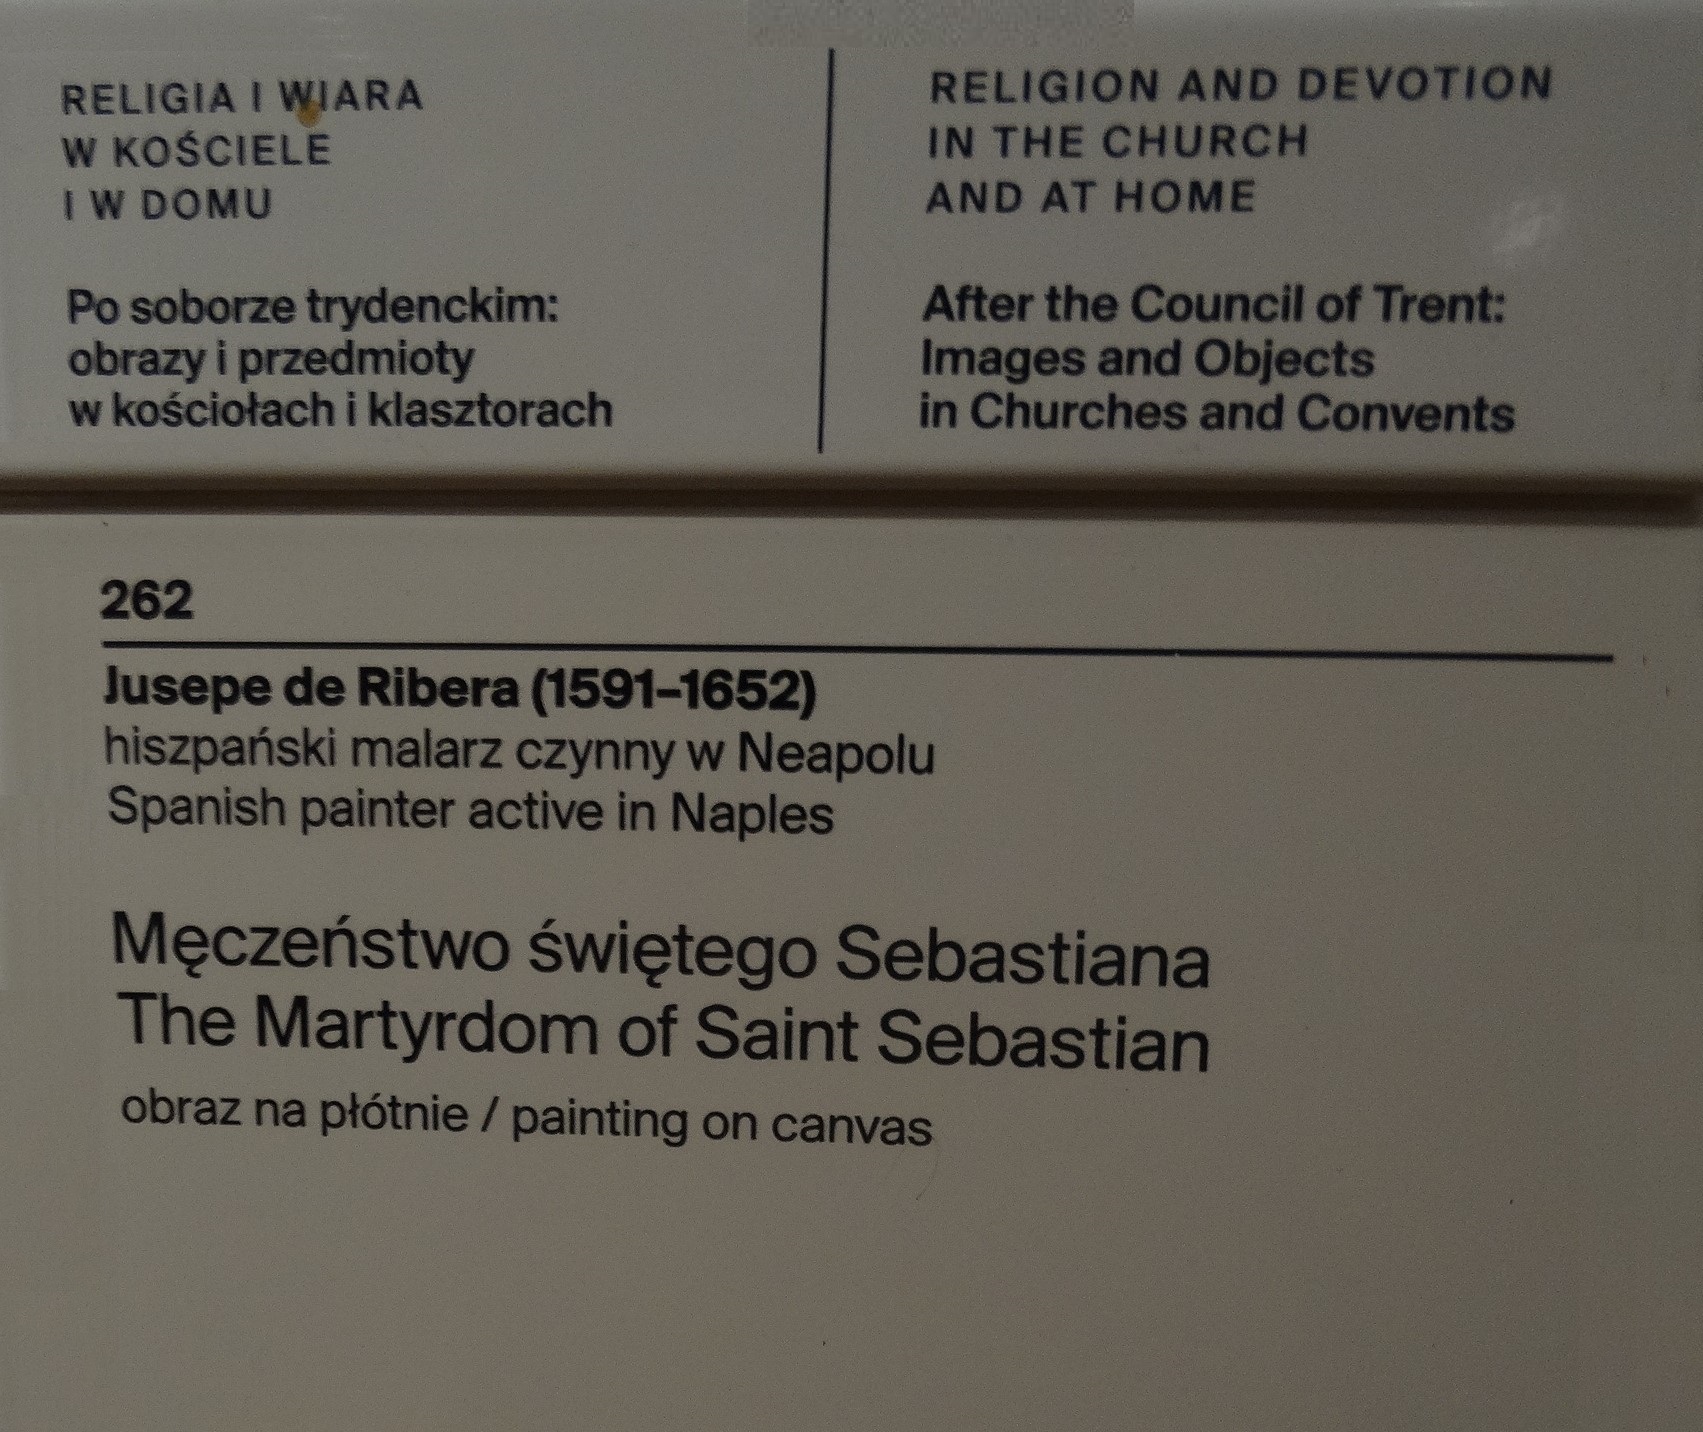 RELIGIA I WIARA
W KOŚCIELE
I W DOMU
Po soborze trydenckim:
obrazy i przedmioty
w kościołach i klasztorach
RELIGION AND DEVOTION
IN THE CHURCH
AND AT HOME
After the Council of Trent:
Images and Objects
in Churches and Convents
262
Jusepe de Ribera (1591–1652)
hiszpański malarz czynny w Neapolu
Spanish painter active in Naples
Męczeństwo świętego Sebastiana
The Martyrdom of Saint Sebastian
obraz na płótnie / painting on canvas